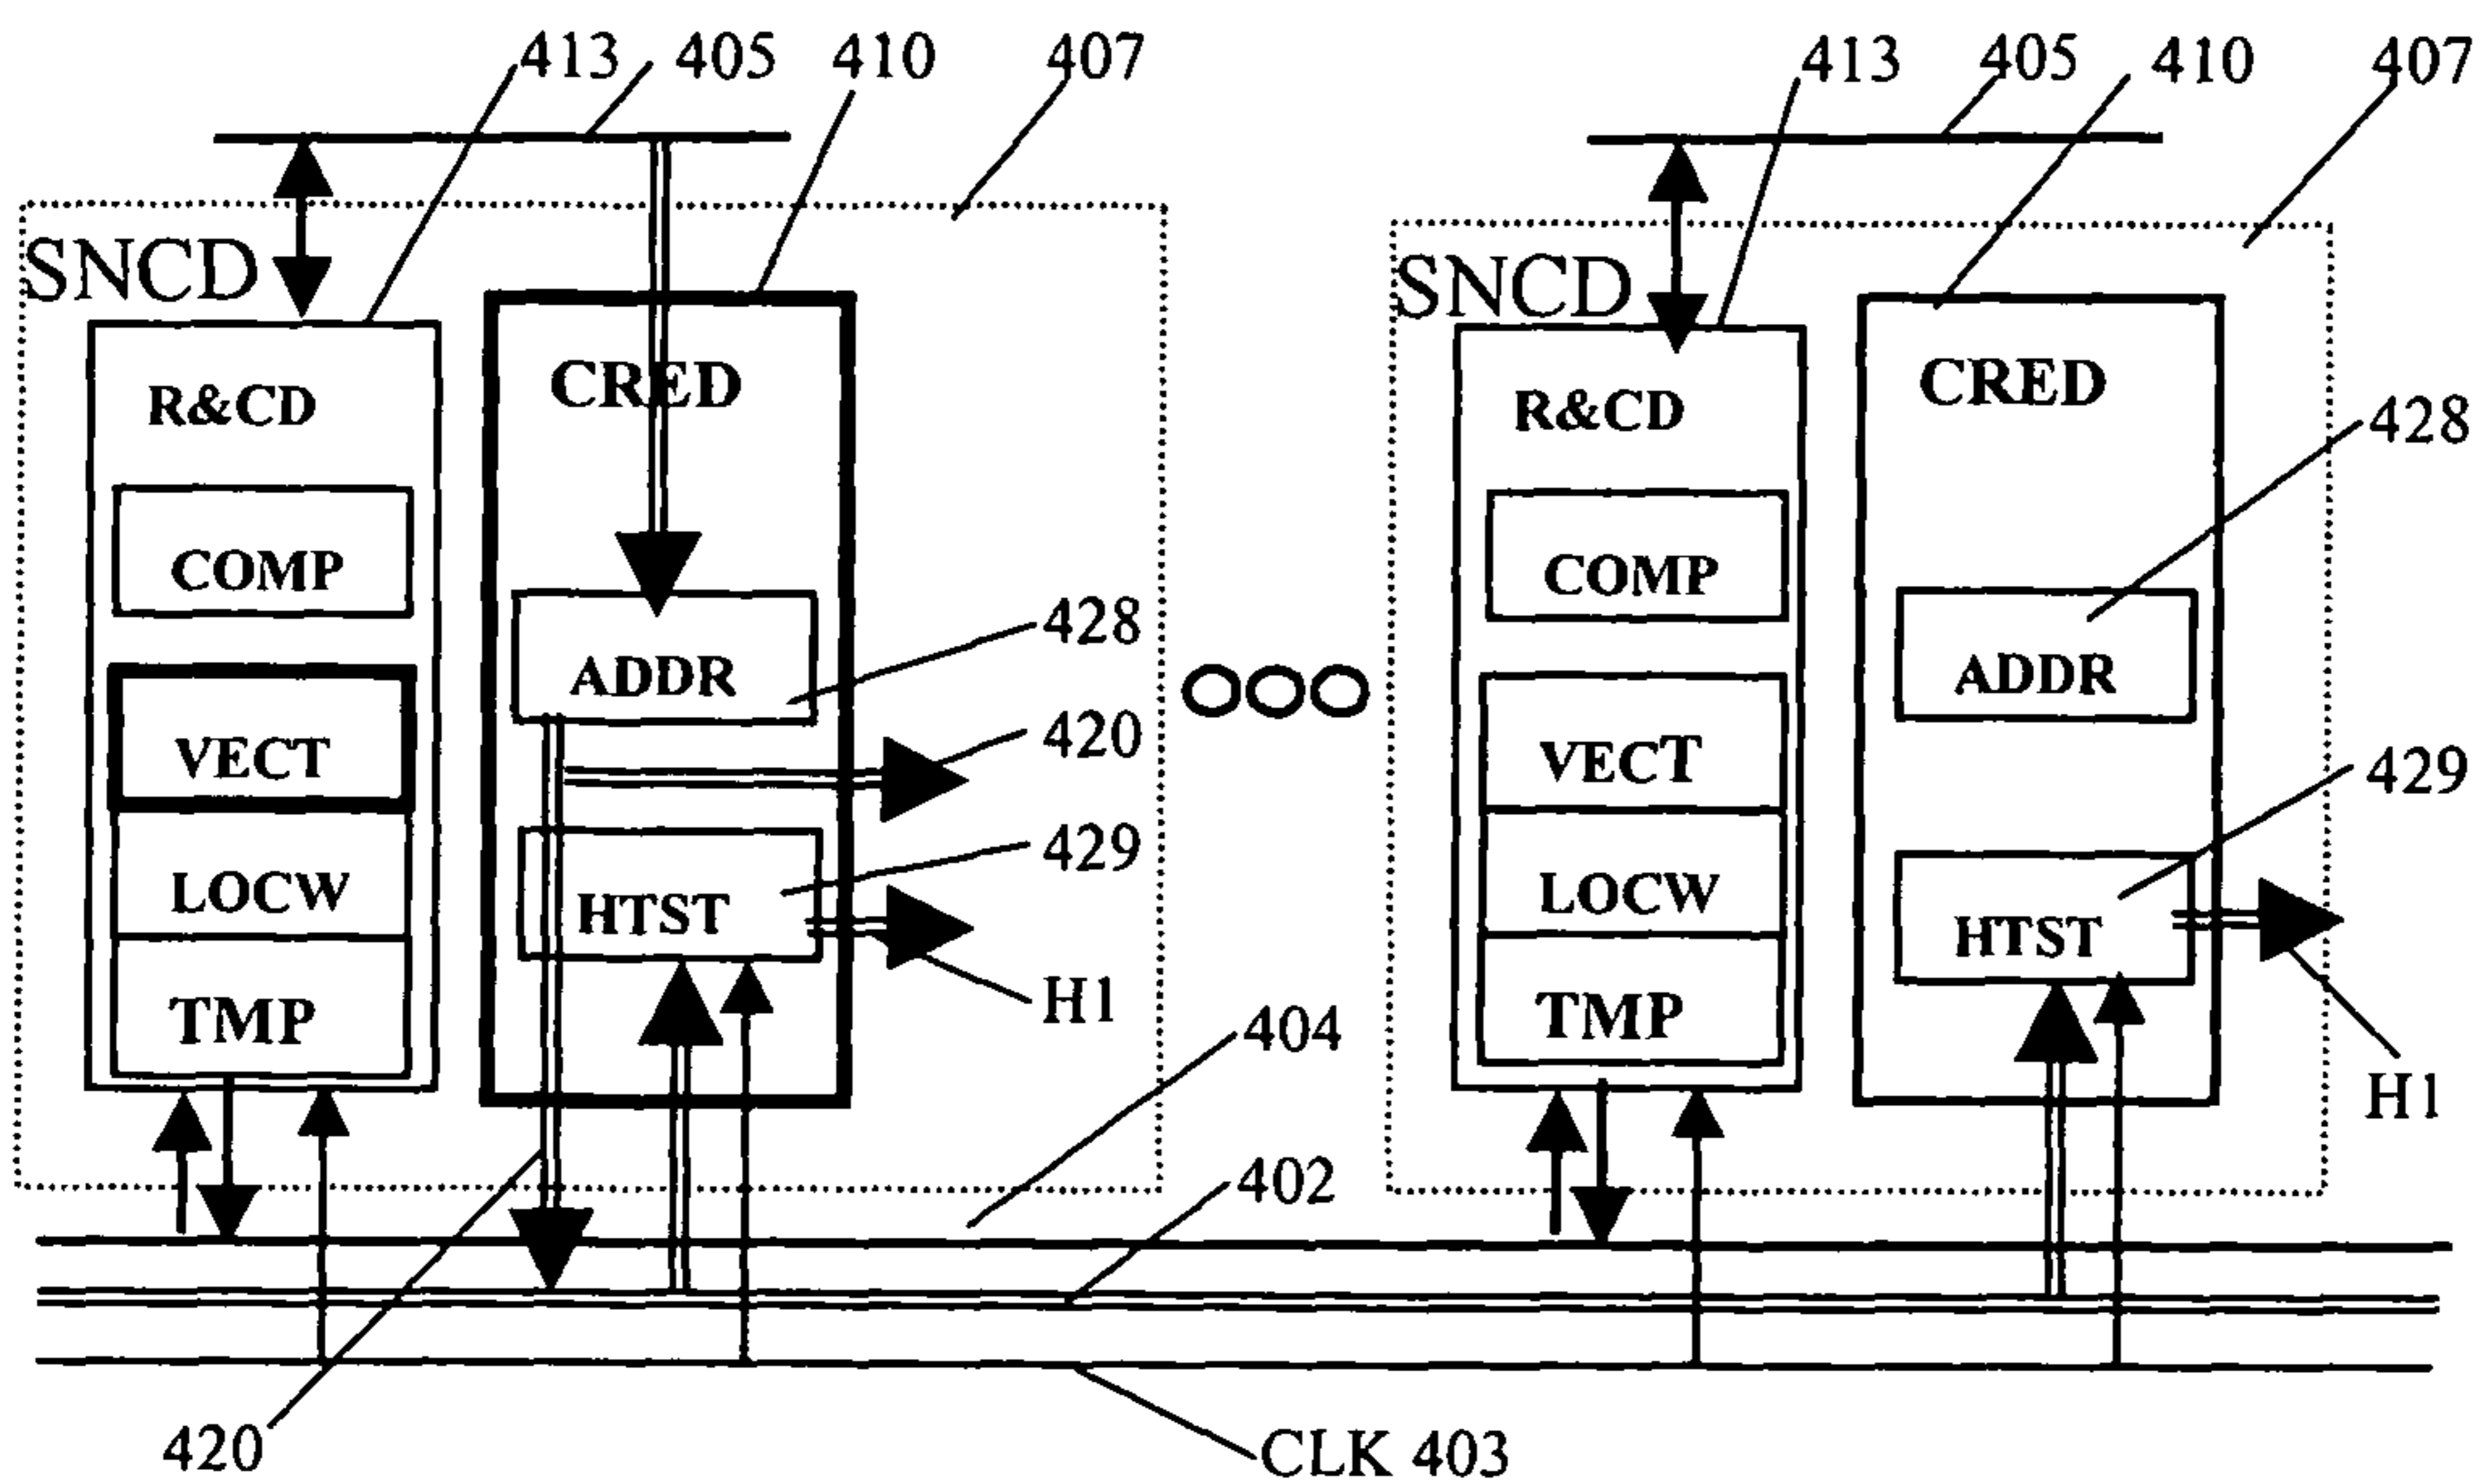 413 405 410 407
413 405 410 407
SNCD
R&CD
COMP
VECT
LOCW
TMP
CRED
ADDR
HTST
428
420
429
H1
404
402
SNCD
R&CD
COMP
VECT
LOCW
TMP
CRED
ADDR
HTST
428
429
H1
420
CLK 403